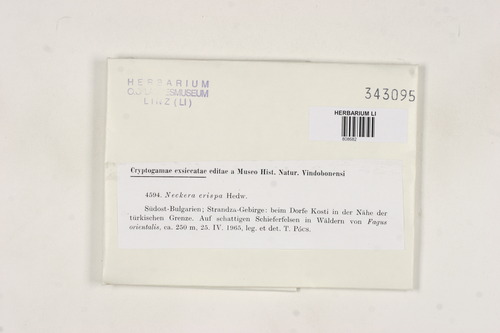 HERBARIUM
O.Ö. LANDESMUSEUM
LINZ (LI)
343095
HERBARIUM LI
Cryptogamae exsiccatae editae a Museo Hist. Natur. Vindobonensi
4594. Neckera crispa Hedw.
Südost-Bulgarien; Strandza-Gebirge: beim Dorfe Kosti in der Nähe der
türkischen Grenze. Auf schattigen Schieferfelsen in Wäldern von Fagus
orientalis, ca. 250 m, 25. IV. 1965, leg. et det. T. Pócs.